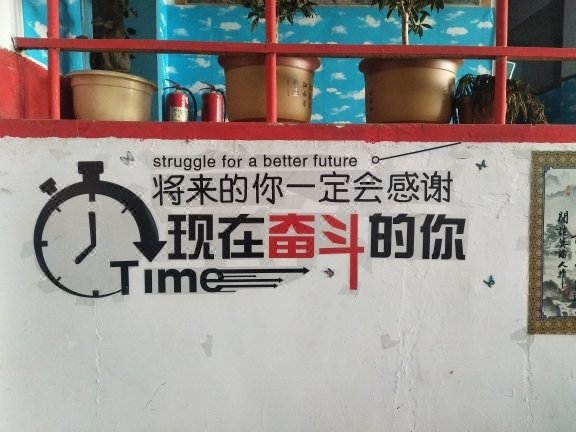 struggle for a better future
将来的你一定会感谢
现在奋斗的你
Time